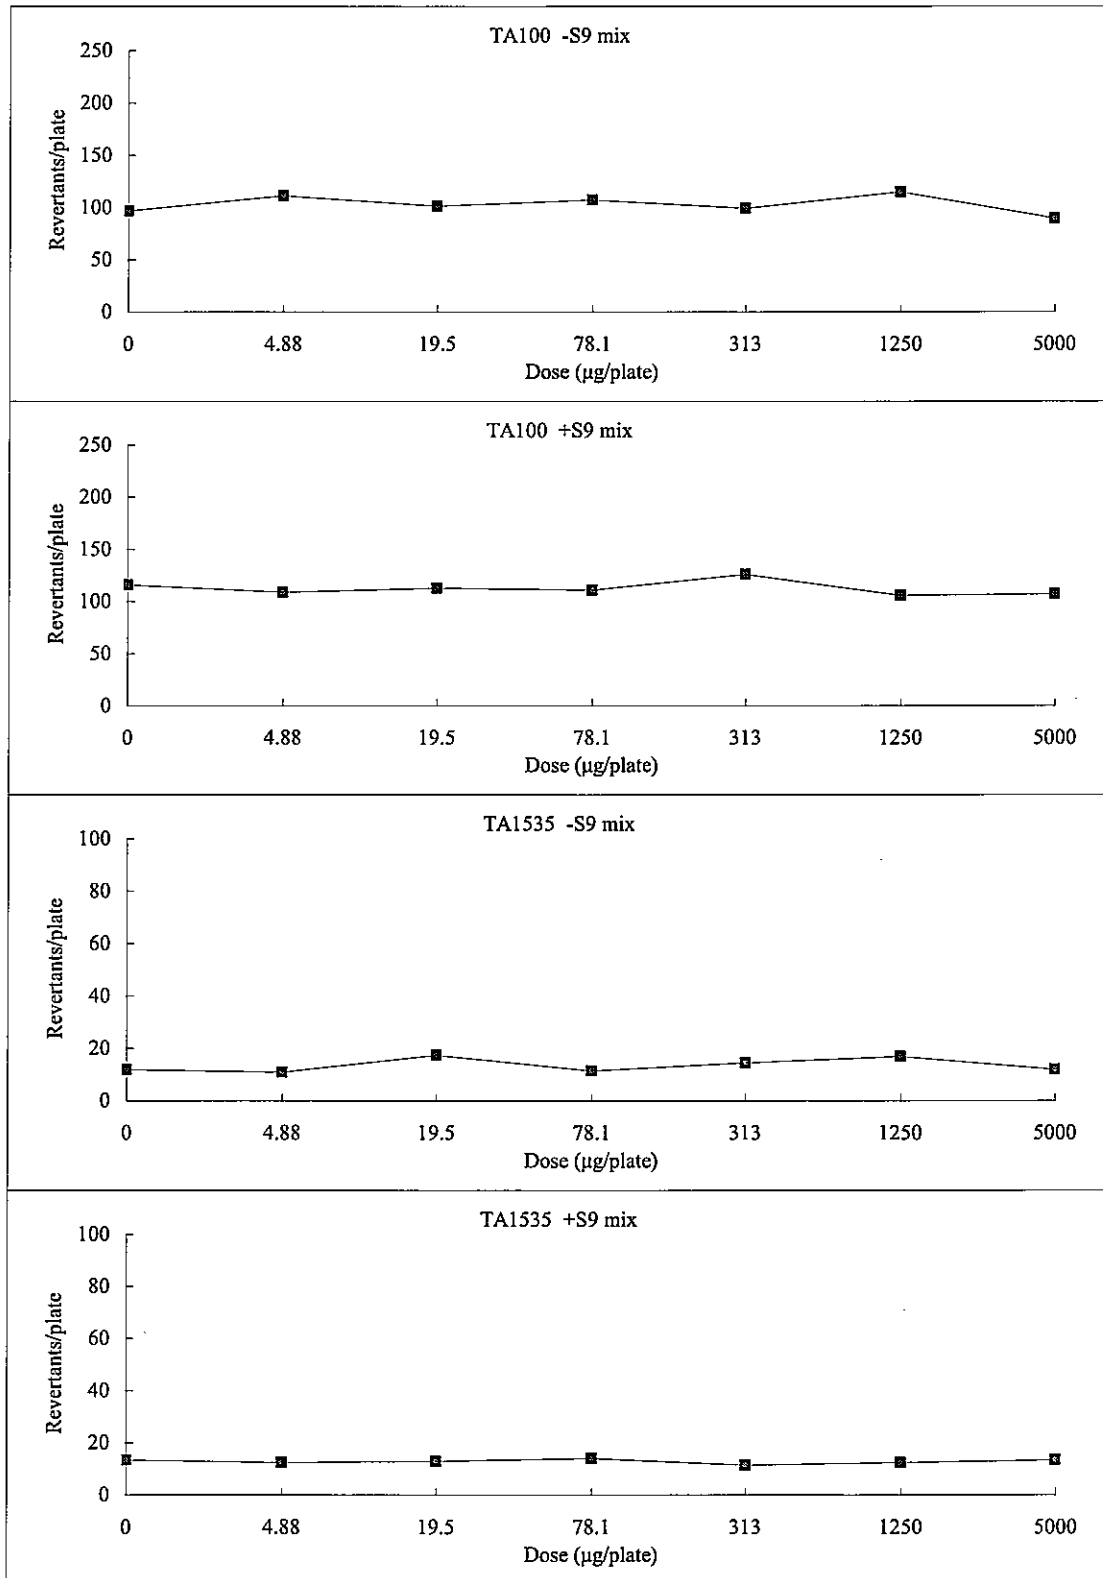 TA100 -S9 mix
250
200
150
100
50
0
Revertants/plate
0 4.88 19.5 78.1 313 1250 5000
Dose (µg/plate)
TA100 +S9 mix
250
200
150
100
50
0
Revertants/plate
0 4.88 19.5 78.1 313 1250 5000
Dose (µg/plate)
TA1535 -S9 mix
100
80
60
40
20
0
Revertants/plate
0 4.88 19.5 78.1 313 1250 5000
Dose (µg/plate)
TA1535 +S9 mix
100
80
60
40
20
0
Revertants/plate
0 4.88 19.5 78.1 313 1250 5000
Dose (µg/plate)